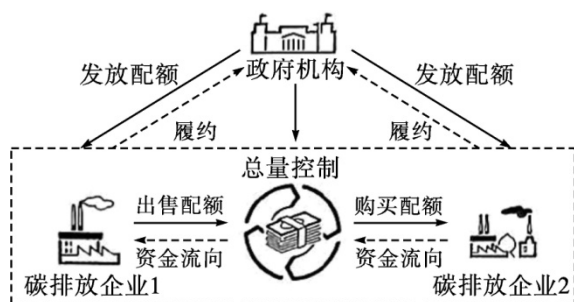 政府机构
发放配额
发放配额
履约
履约
总量控制
出售配额
购买配额
资金流向
资金流向
碳排放企业1
碳排放企业2